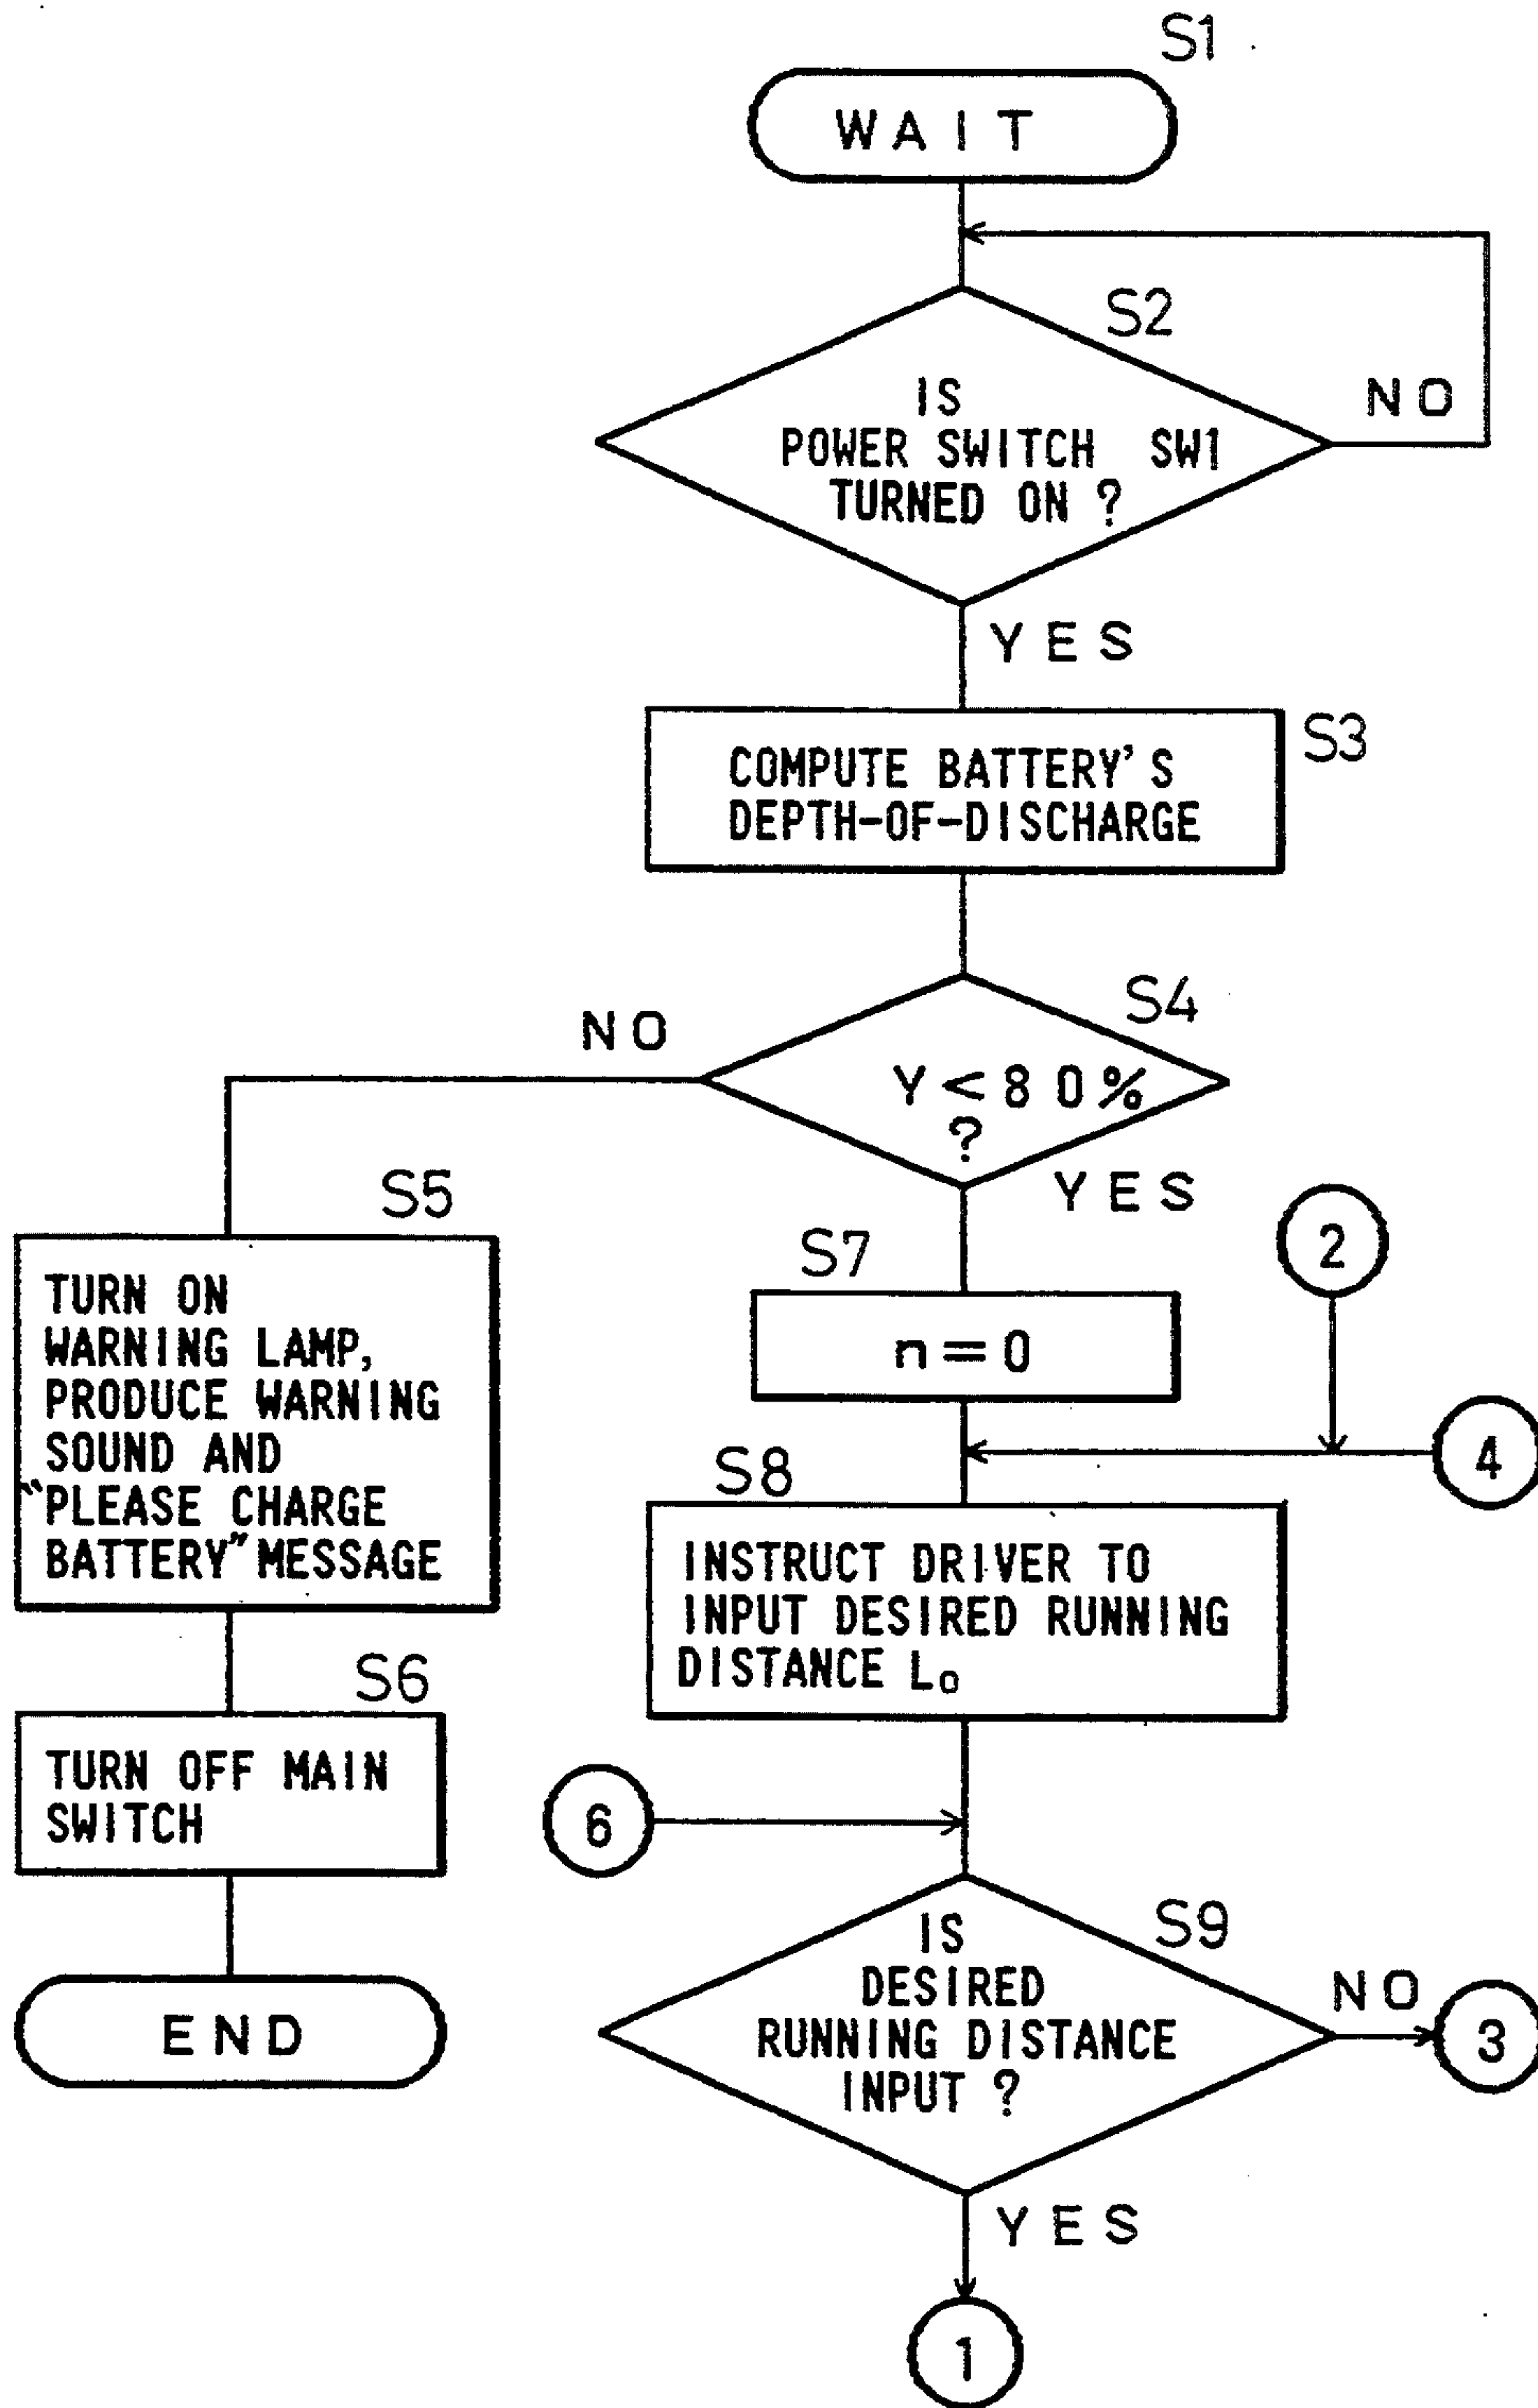 S1
WAIT
S2
IS
POWER SWITCH SW1
TURNED ON ?
NO
YES
S3
COMPUTE BATTERY'S
DEPTH-OF-DISCHARGE
S4
Y<80%
?
NO
YES
S5
TURN ON
WARNING LAMP,
PRODUCE WARNING
SOUND AND
"PLEASE CHARGE
BATTERY" MESSAGE
S6
TURN OFF MAIN
SWITCH
END
S7
n=0
2
4
S8
INSTRUCT DRIVER TO
INPUT DESIRED RUNNING
DISTANCE L₀
6
S9
IS
DESIRED
RUNNING DISTANCE
INPUT ?
NO
3
YES
1